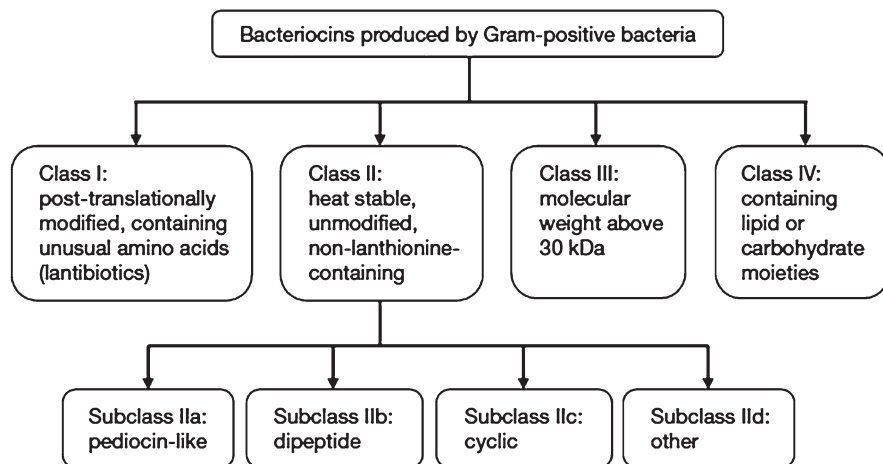 Bacteriocins produced by Gram-positive bacteria
Class I:
post-translationally
modified, containing
unusual amino acids
(lantibiotics)
Class II:
heat stable,
unmodified,
non-lanthionine-
containing
Class III:
molecular
weight above
30 kDa
Class IV:
containing
lipid or
carbohydrate
moieties
Subclass IIa:
pediocin-like
Subclass IIb:
dipeptide
Subclass IIc:
cyclic
Subclass IId:
other